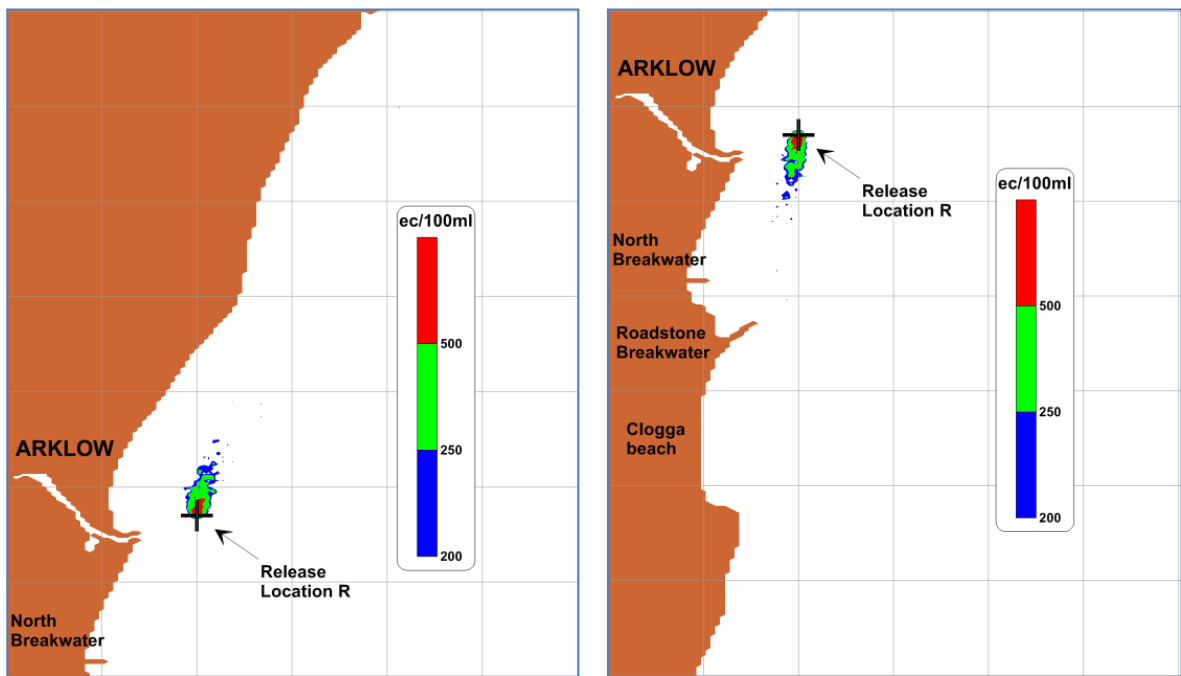 ARKLOW
ec/100ml
500
250
200
Release
Location R
North
Breakwater
ARKLOW
Release
Location R
ec/100ml
500
250
200
North
Breakwater
Roadstone
Breakwater
Clogga
beach